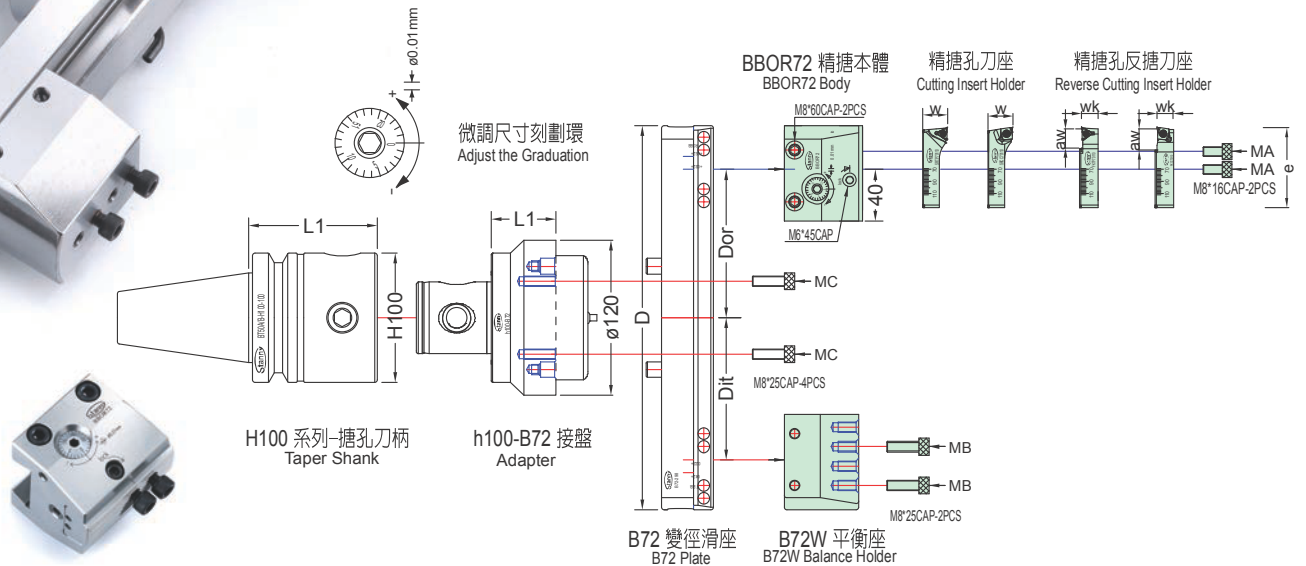 ø0.01mm
+
-
微調尺寸刻劃環
Adjust the Graduation
BBOR72 精搪本體
BBOR72 Body
M8*60CAP-2PCS
M6*45CAP
40
精搪孔刀座
Cutting Insert Holder
w
w
精搪孔反搪刀座
Reverse Cutting Insert Holder
wk
wk
aw
aw
e
MA
MA
M8*16CAP-2PCS
L1
H100
BT50A/B-H100-100
H100 系列-搪孔刀柄
Taper Shank
L1
ø120
h100-B72
h100-B72 接盤
Adapter
D
Dor
Dit
MC
MC
M8*25CAP-4PCS
B72 變徑滑座
B72 Plate
MB
MB
M8*25CAP-2PCS
B72W 平衡座
B72W Balance Holder